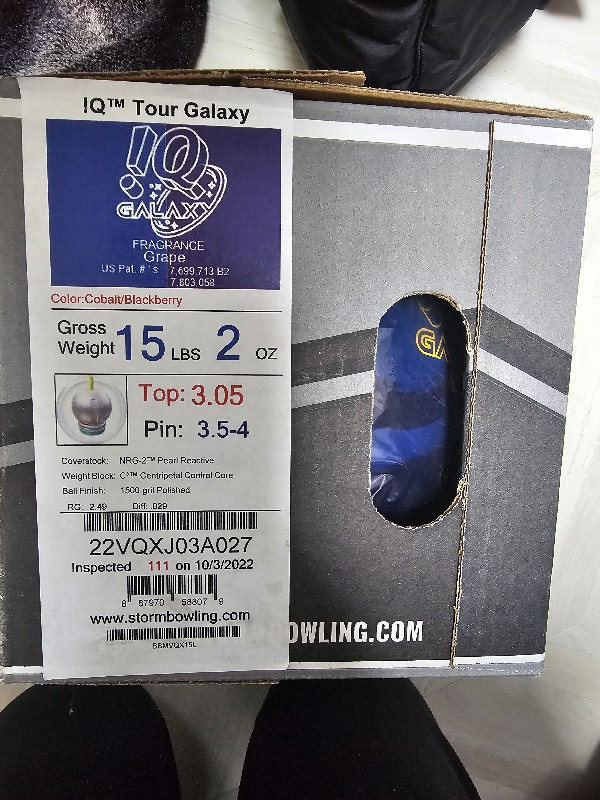 IQ™ Tour Galaxy
IQ
GALAXY
FRAGRANCE
Grape
US Pat. # ' s 7,699,713 B2
7,803,058
Color:Cobalt/Blackberry
Gross Weight 15 LBS 2 OZ
Top: 3.05
Pin: 3.5-4
Coverstock: NRG-2™ Pearl Reactive
Weight Block: C³™ Centripetal Control Core
Ball Finish: 1500 grit Polished
RG: 2.49 Diff: .029
22VQXJ03A027
Inspected 111 on 10/3/2022
8 57970 58307 9
www.stormbowling.com
BBMVQX15L
GA
BOWLING.COM